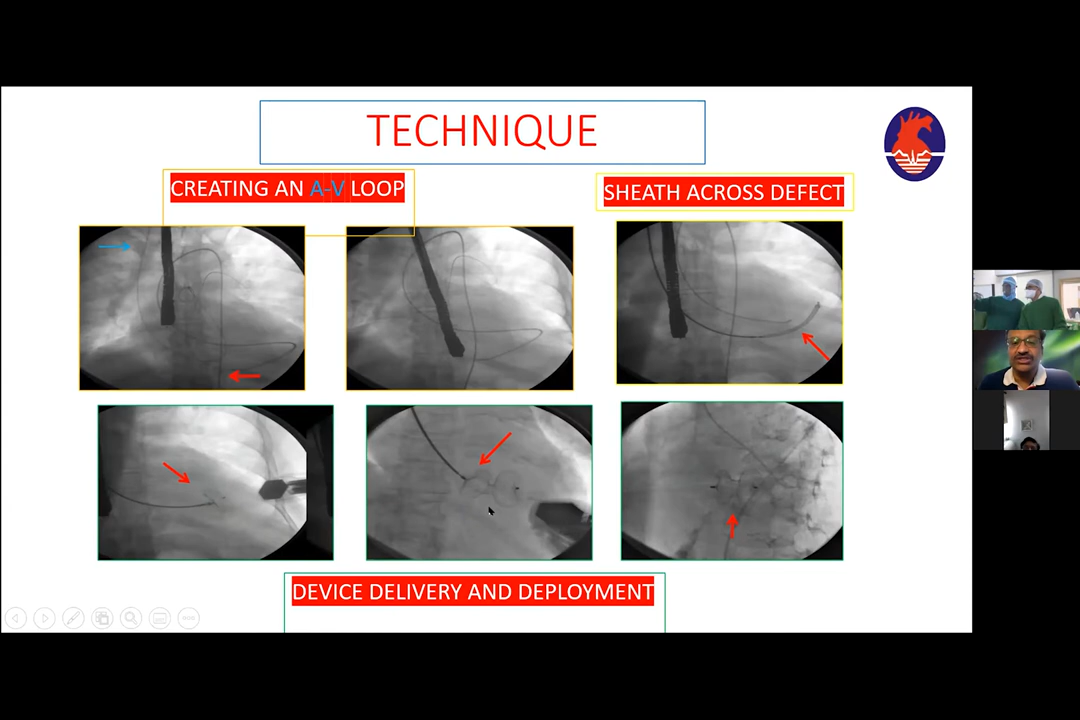 TECHNIQUE
CREATING AN A-V LOOP
SHEATH ACROSS DEFECT
DEVICE DELIVERY AND DEPLOYMENT